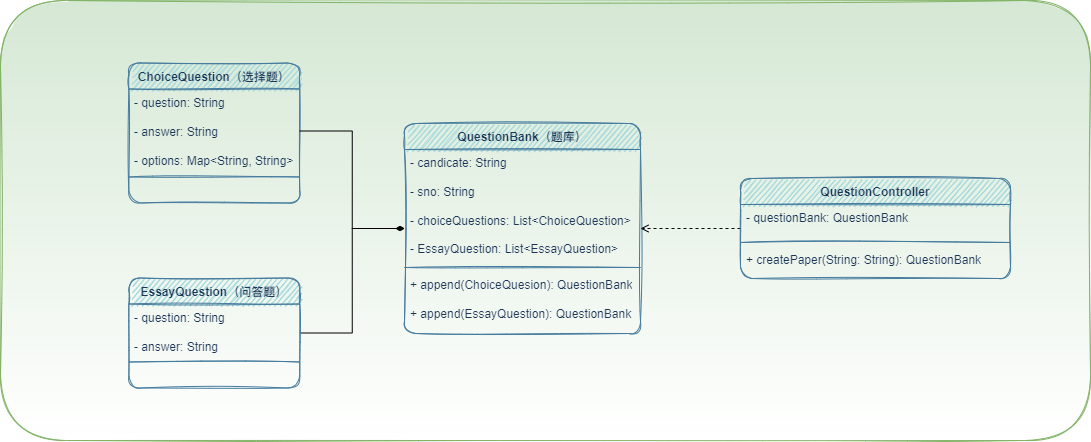 ChoiceQuestion（选择题）
- question: String
- answer: String
- options: Map<String, String>
EssayQuestion（问答题）
- question: String
- answer: String
QuestionBank（题库）
- candicate: String
- sno: String
- choiceQuestions: List<ChoiceQuestion>
- EssayQuestion: List<EssayQuestion>
+ append(ChoiceQuesion): QuestionBank
+ append(EssayQuestion): QuestionBank
QuestionController
- questionBank: QuestionBank
+ createPaper(String: String): QuestionBank